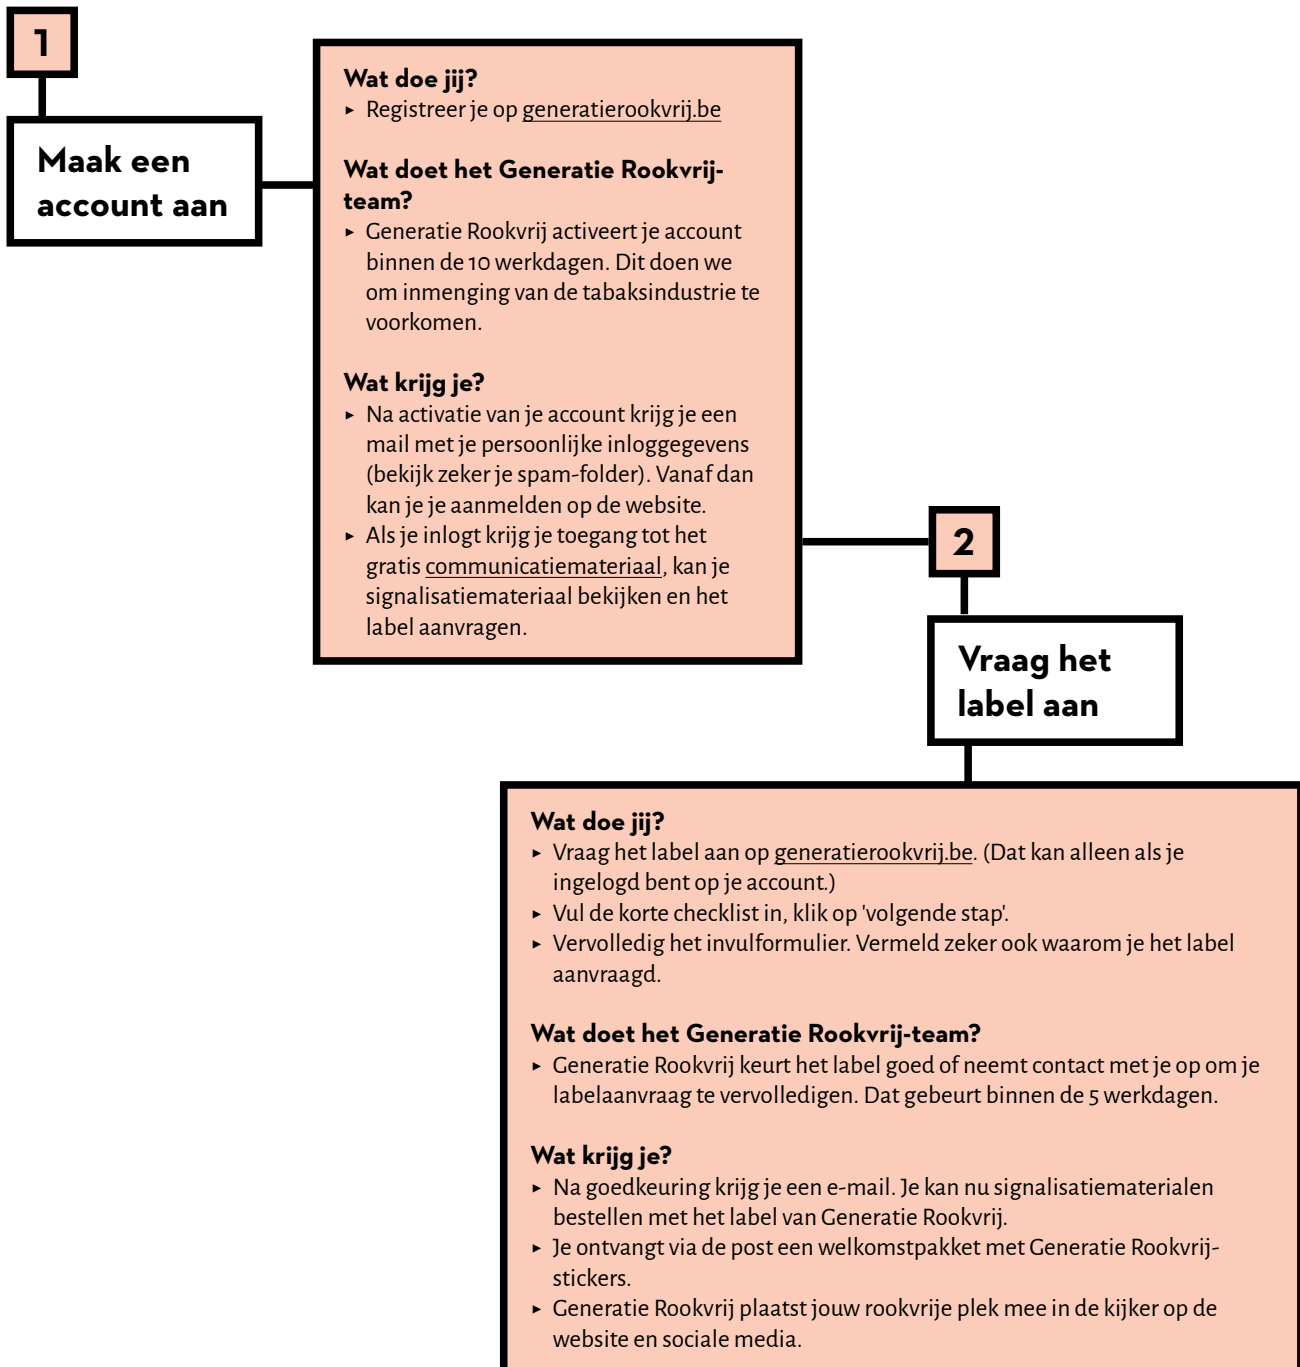 1
Maak een
account aan
Wat doe jij?
▸ Registreer je op generatierookvrij.be
Wat doet het Generatie Rookvrij-
team?
▸ Generatie Rookvrij activeert je account
binnen de 10 werkdagen. Dit doen we
om inmenging van de tabaksindustrie te
voorkomen.
Wat krijg je?
▸ Na activatie van je account krijg je een
mail met je persoonlijke inloggegevens
(bekijk zeker je spam-folder). Vanaf dan
kan je je aanmelden op de website.
▸ Als je inlogt krijg je toegang tot het
gratis communicatiemateriaal, kan je
signalisatiemateriaal bekijken en het
label aanvragen.
2
Vraag het
label aan
Wat doe jij?
▸ Vraag het label aan op generatierookvrij.be. (Dat kan alleen als je
ingelogd bent op je account.)
▸ Vul de korte checklist in, klik op 'volgende stap'.
▸ Vervolledig het invulformulier. Vermeld zeker ook waarom je het label
aanvraagd.
Wat doet het Generatie Rookvrij-team?
▸ Generatie Rookvrij keurt het label goed of neemt contact met je op om je
labelaanvraag te vervolledigen. Dat gebeurt binnen de 5 werkdagen.
Wat krijg je?
▸ Na goedkeuring krijg je een e-mail. Je kan nu signalisatiematerialen
bestellen met het label van Generatie Rookvrij.
▸ Je ontvangt via de post een welkomstpakket met Generatie Rookvrij-
stickers.
▸ Generatie Rookvrij plaatst jouw rookvrije plek mee in de kijker op de
website en sociale media.